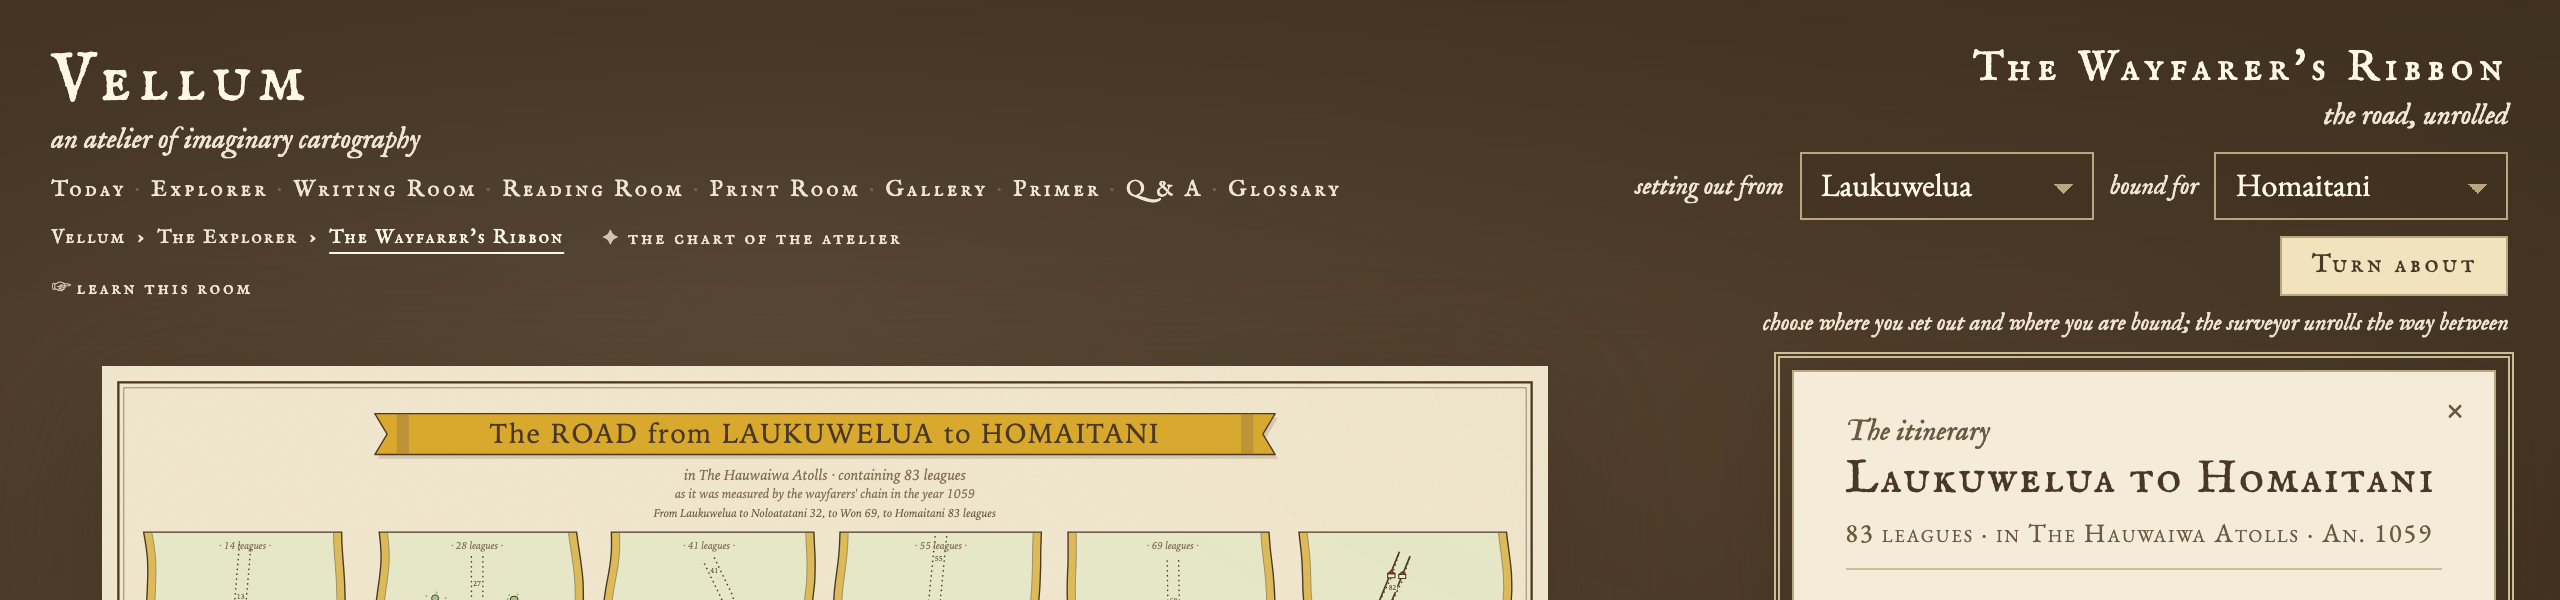 Vellum
an atelier of imaginary cartography
Today · Explorer · Writing Room · Reading Room · Print Room · Gallery · Primer · Q & A · Glossary
Vellum › The Explorer › The Wayfarer's Ribbon ✦ the chart of the atelier
☞ learn this room
The Wayfarer's Ribbon
the road, unrolled
setting out from Laukuwelua bound for Homaitani
Turn about
choose where you set out and where you are bound; the surveyor unrolls the way between
The ROAD from LAUKUWELUA to HOMAITANI
in The Hauwaiwa Atolls · containing 83 leagues
as it was measured by the wayfarers' chain in the year 1059
From Laukuwelua to Noloatatani 32, to Won 69, to Homaitani 83 leagues
· 14 leagues · · 28 leagues · · 41 leagues · · 55 leagues · · 69 leagues ·
55
41
27
82
13
×
The itinerary
Laukuwelua to Homaitani
83 leagues · in The Hauwaiwa Atolls · An. 1059